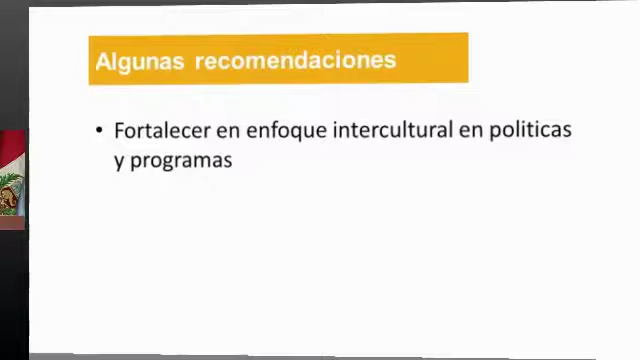 Algunas recomendaciones
• Fortalecer en enfoque intercultural en politicas
y programas